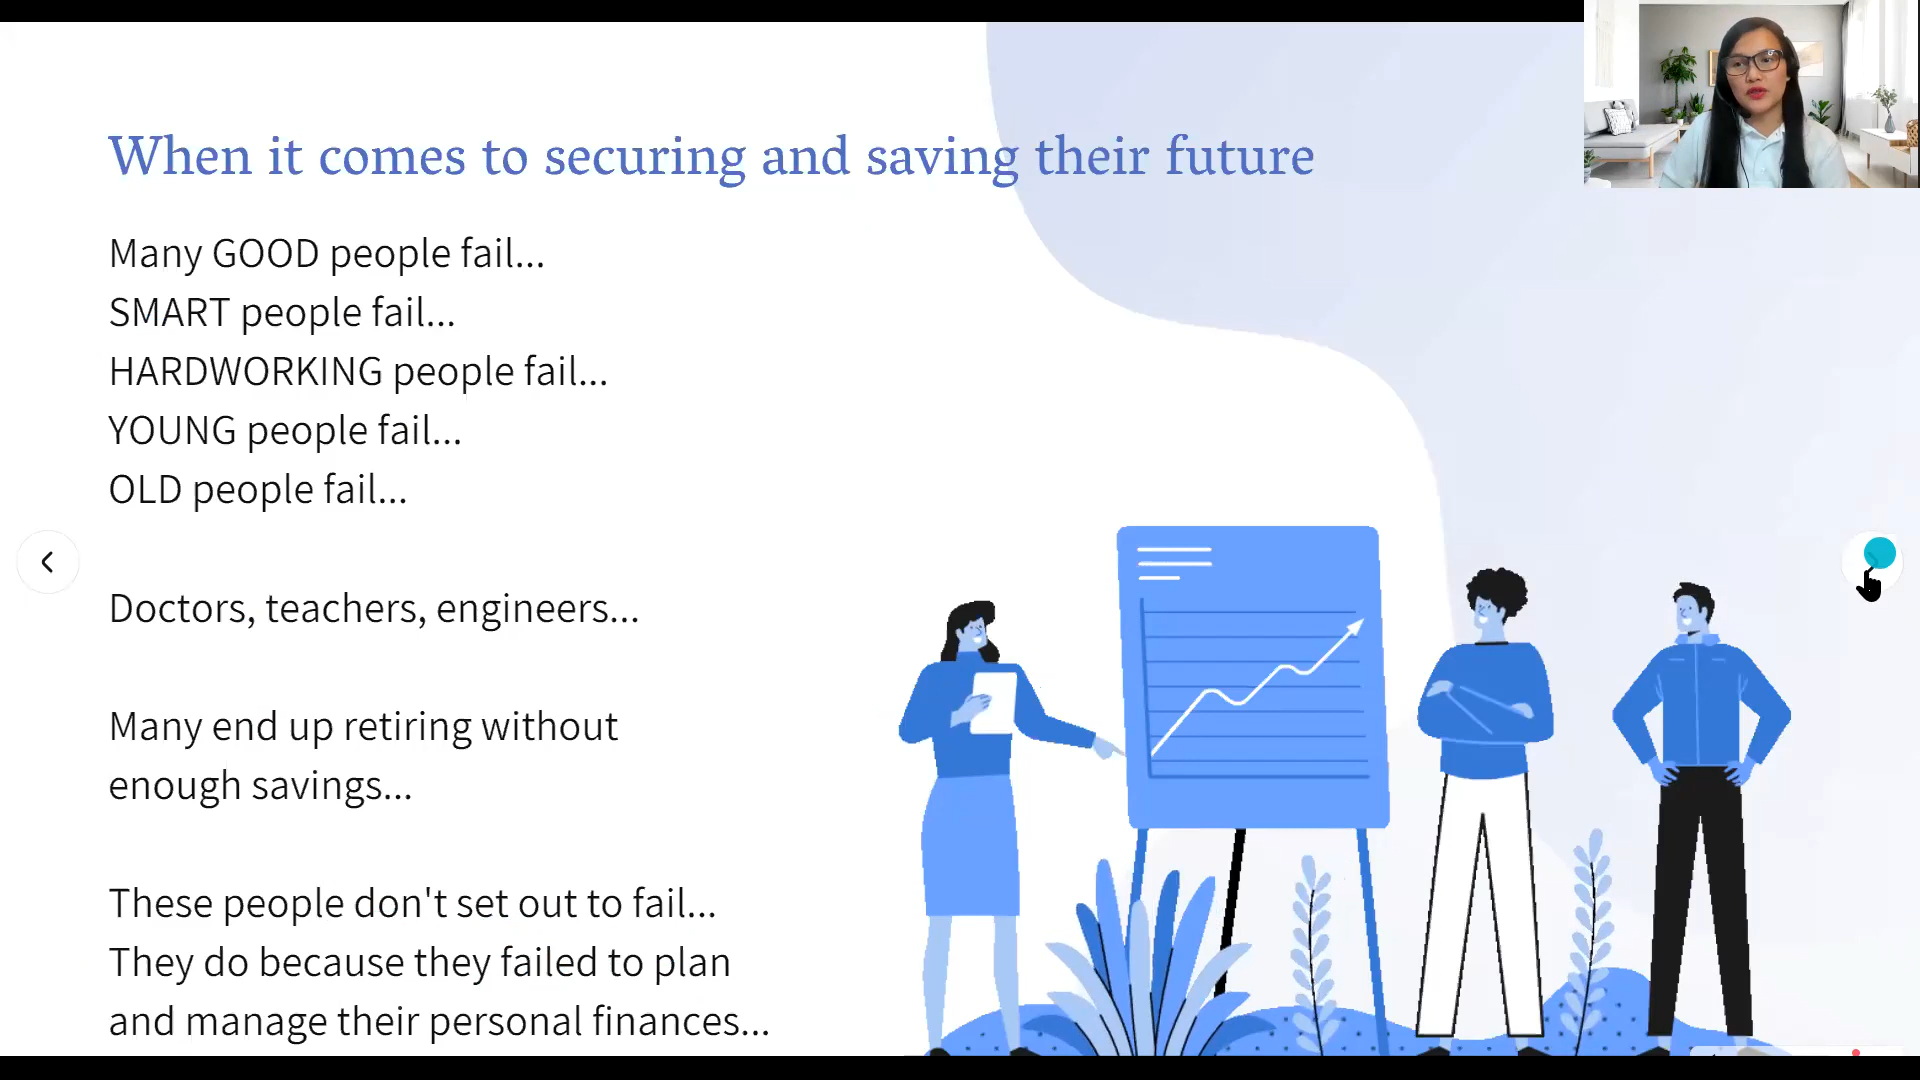 When it comes to securing and saving their future
Many GOOD people fail...
SMART people fail...
HARDWORKING people fail...
YOUNG people fail...
OLD people fail...
Doctors, teachers, engineers...
Many end up retiring without
enough savings...
These people don't set out to fail...
They do because they failed to plan
and manage their personal finances...